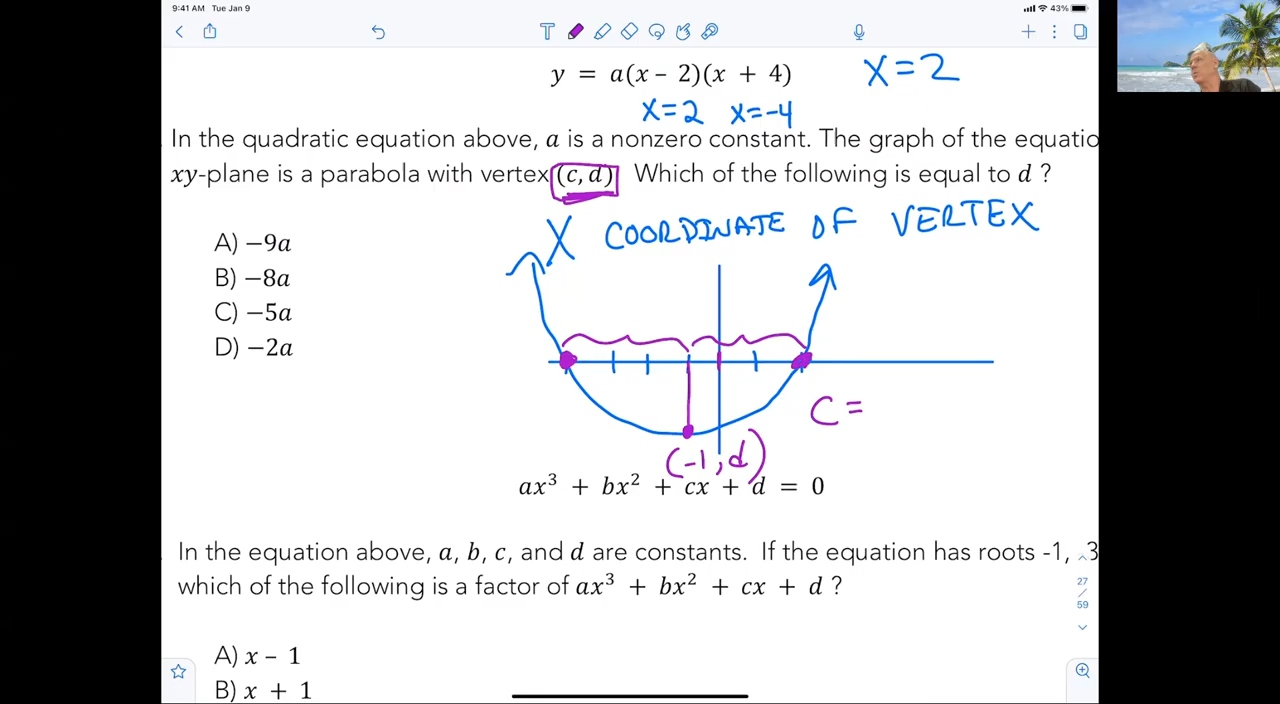 9:41 AM Tue Jan 9
43%
y = a(x – 2)(x + 4)
X=2
X=2 X=-4
In the quadratic equation above, a is a nonzero constant. The graph of the equatio
xy-plane is a parabola with vertex (c, d) Which of the following is equal to d ?
X COORDINATE OF VERTEX
A) −9a
B) −8a
C) −5a
D) −2a
C =
(-1, d)
ax³ + bx² + cx + d = 0
In the equation above, a, b, c, and d are constants. If the equation has roots -1, 3
which of the following is a factor of ax³ + bx² + cx + d ?
27
/
59
A) x – 1
B) x + 1